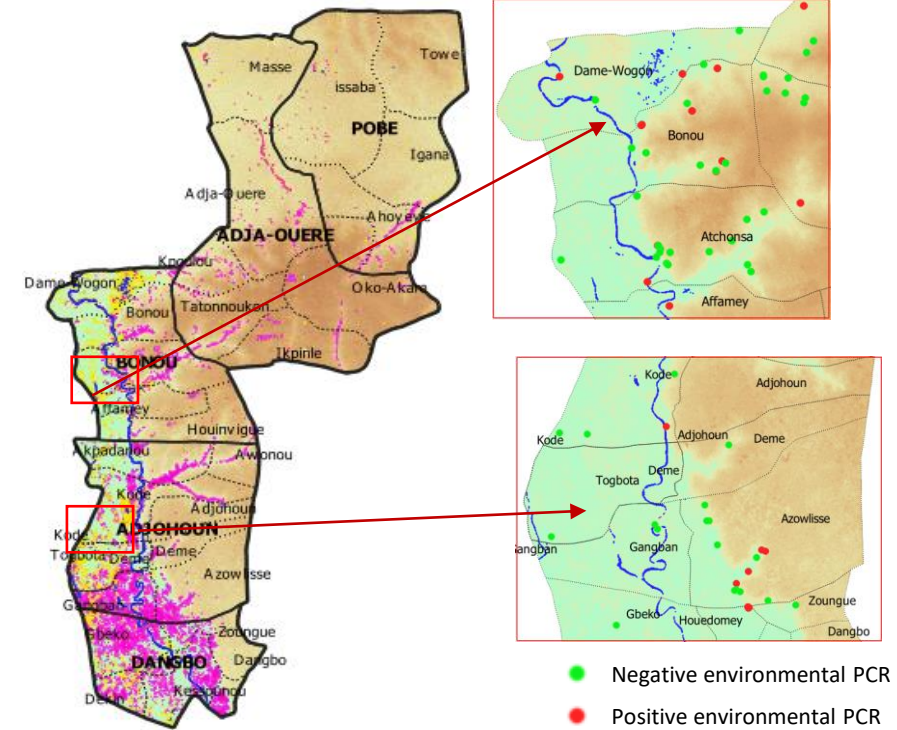 Masse
Towe
issaba
POBE
Igana
Adja-Ouere
Ahoyeye
ADJA-OUERE
Kpoulou
Oko-Akara
Dame-Wogon
Tatonnoukon
Bonou
Ikpinle
BONOU
Affamey
Houinvigue
Akpadanou
Awonou
Kode
Adjohoun
ADJOHOUN
Kode
Togbota
Deme
Deme
Azowlisse
Gangban
Gbeko
Zoungue
DANGBO
Dangbo
Kessounou
Dekin
Dame-Wogon
Bonou
Atchonsa
Affamey
Kode
Adjohoun
Kode
Adjohoun
Deme
Togbota
Deme
Azowlisse
Gangban
Gangban
Gbeko
Houedomey
Zoungue
Dangbo
Negative environmental PCR
Positive environmental PCR